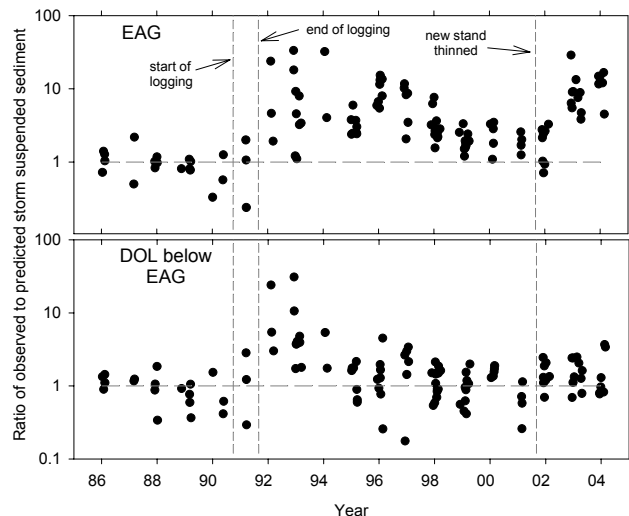 Ratio of observed to predicted storm suspended sediment
100
10
1
EAG
start of
logging
end of logging
new stand
thinned
100
10
1
0.1
DOL below
EAG
86 88 90 92 94 96 98 00 02 04
Year